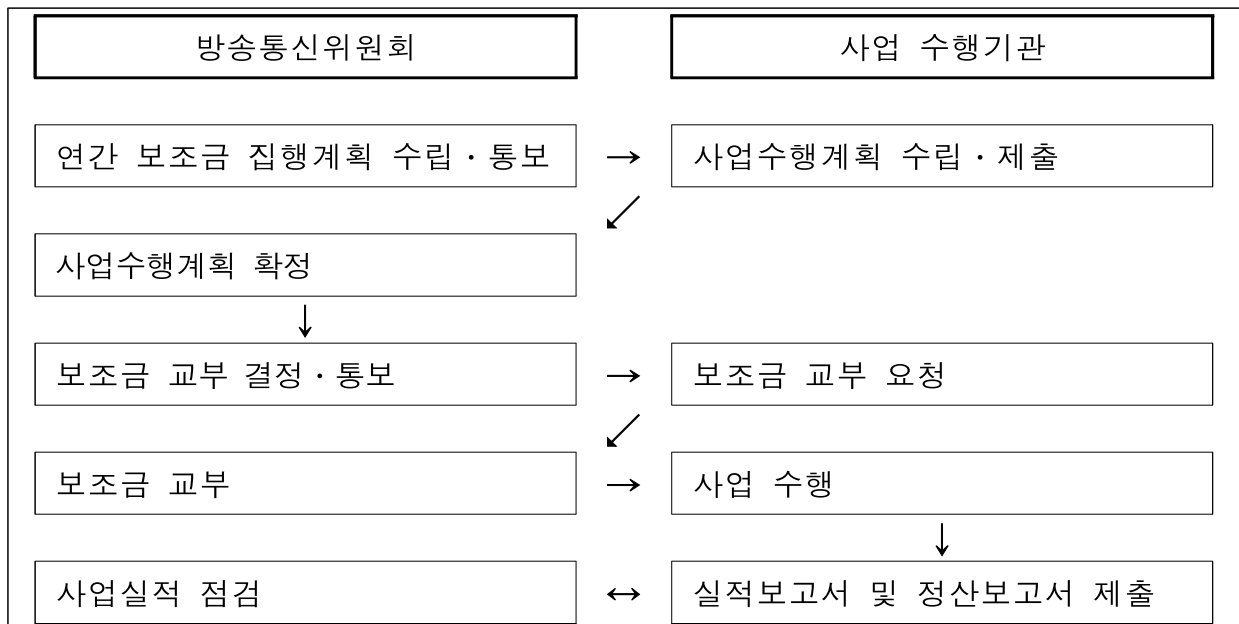 방송통신위원회
사업 수행기관
연간 보조금 집행계획 수립·통보 → 사업수행계획 수립·제출
사업수행계획 확정
보조금 교부 결정·통보 → 보조금 교부 요청
보조금 교부 → 사업 수행
사업실적 점검 ↔ 실적보고서 및 정산보고서 제출